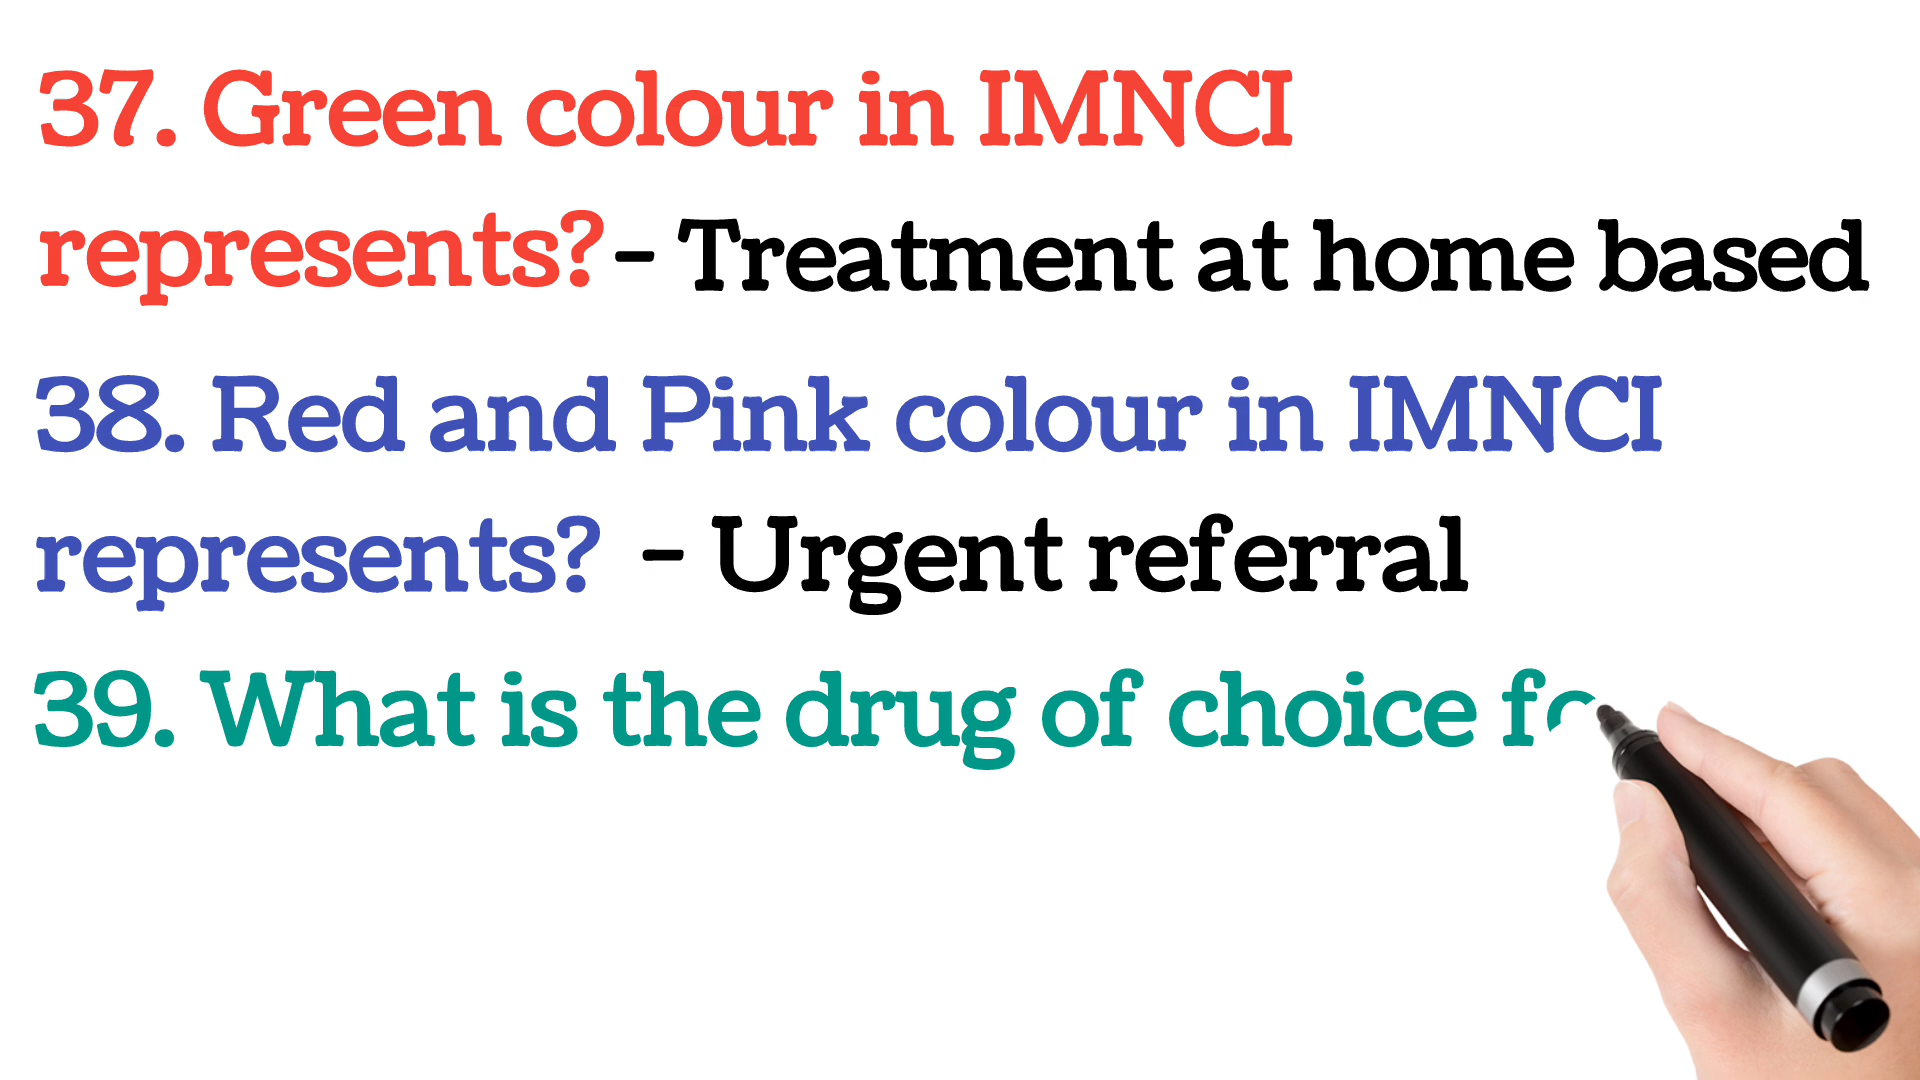 37. Green colour in IMNCI
represents? - Treatment at home based
38. Red and Pink colour in IMNCI
represents? - Urgent referral
39. What is the drug of choice